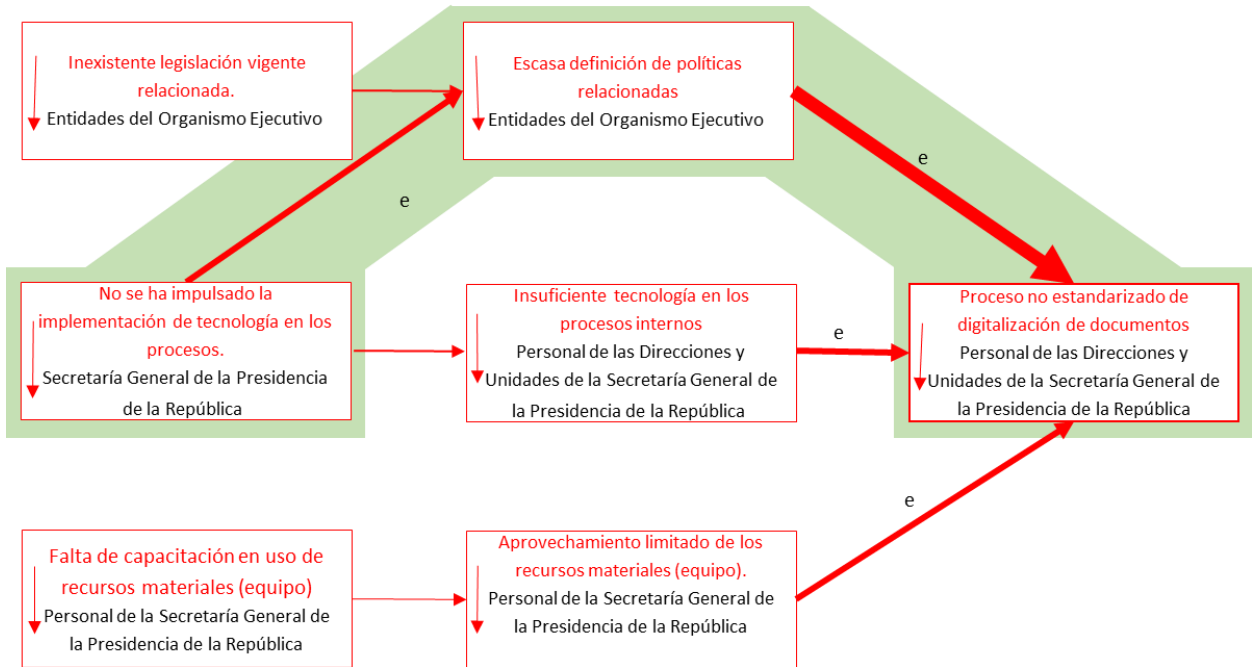 Inexistente legislación vigente
relacionada.
Entidades del Organismo Ejecutivo
Escasa definición de políticas
relacionadas
Entidades del Organismo Ejecutivo
e
e
No se ha impulsado la
implementación de tecnología en los
procesos.
Secretaría General de la Presidencia
de la República
Insuficiente tecnología en los
procesos internos
Personal de las Direcciones y
Unidades de la Secretaría General de
la Presidencia de la República
e
Proceso no estandarizado de
digitalización de documentos
Personal de las Direcciones y
Unidades de la Secretaría General de
la Presidencia de la República
e
Falta de capacitación en uso de
recursos materiales (equipo)
Personal de la Secretaría General de
la Presidencia de la República
Aprovechamiento limitado de los
recursos materiales (equipo).
Personal de la Secretaría General de
la Presidencia de la República